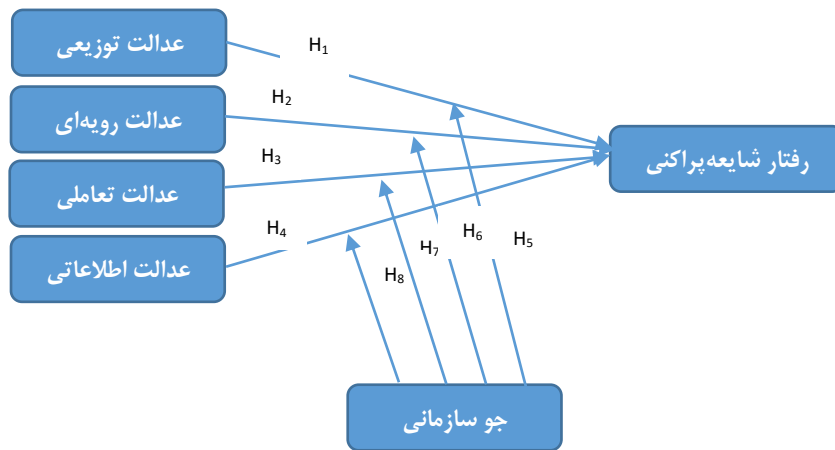 عدالت توزیعی
H1
عدالت رویه‌ای
H2
رفتار شایعه‌پراکنی
H3
عدالت تعاملی
H4
H6
H5
H7
عدالت اطلاعاتی
H8
جو سازمانی